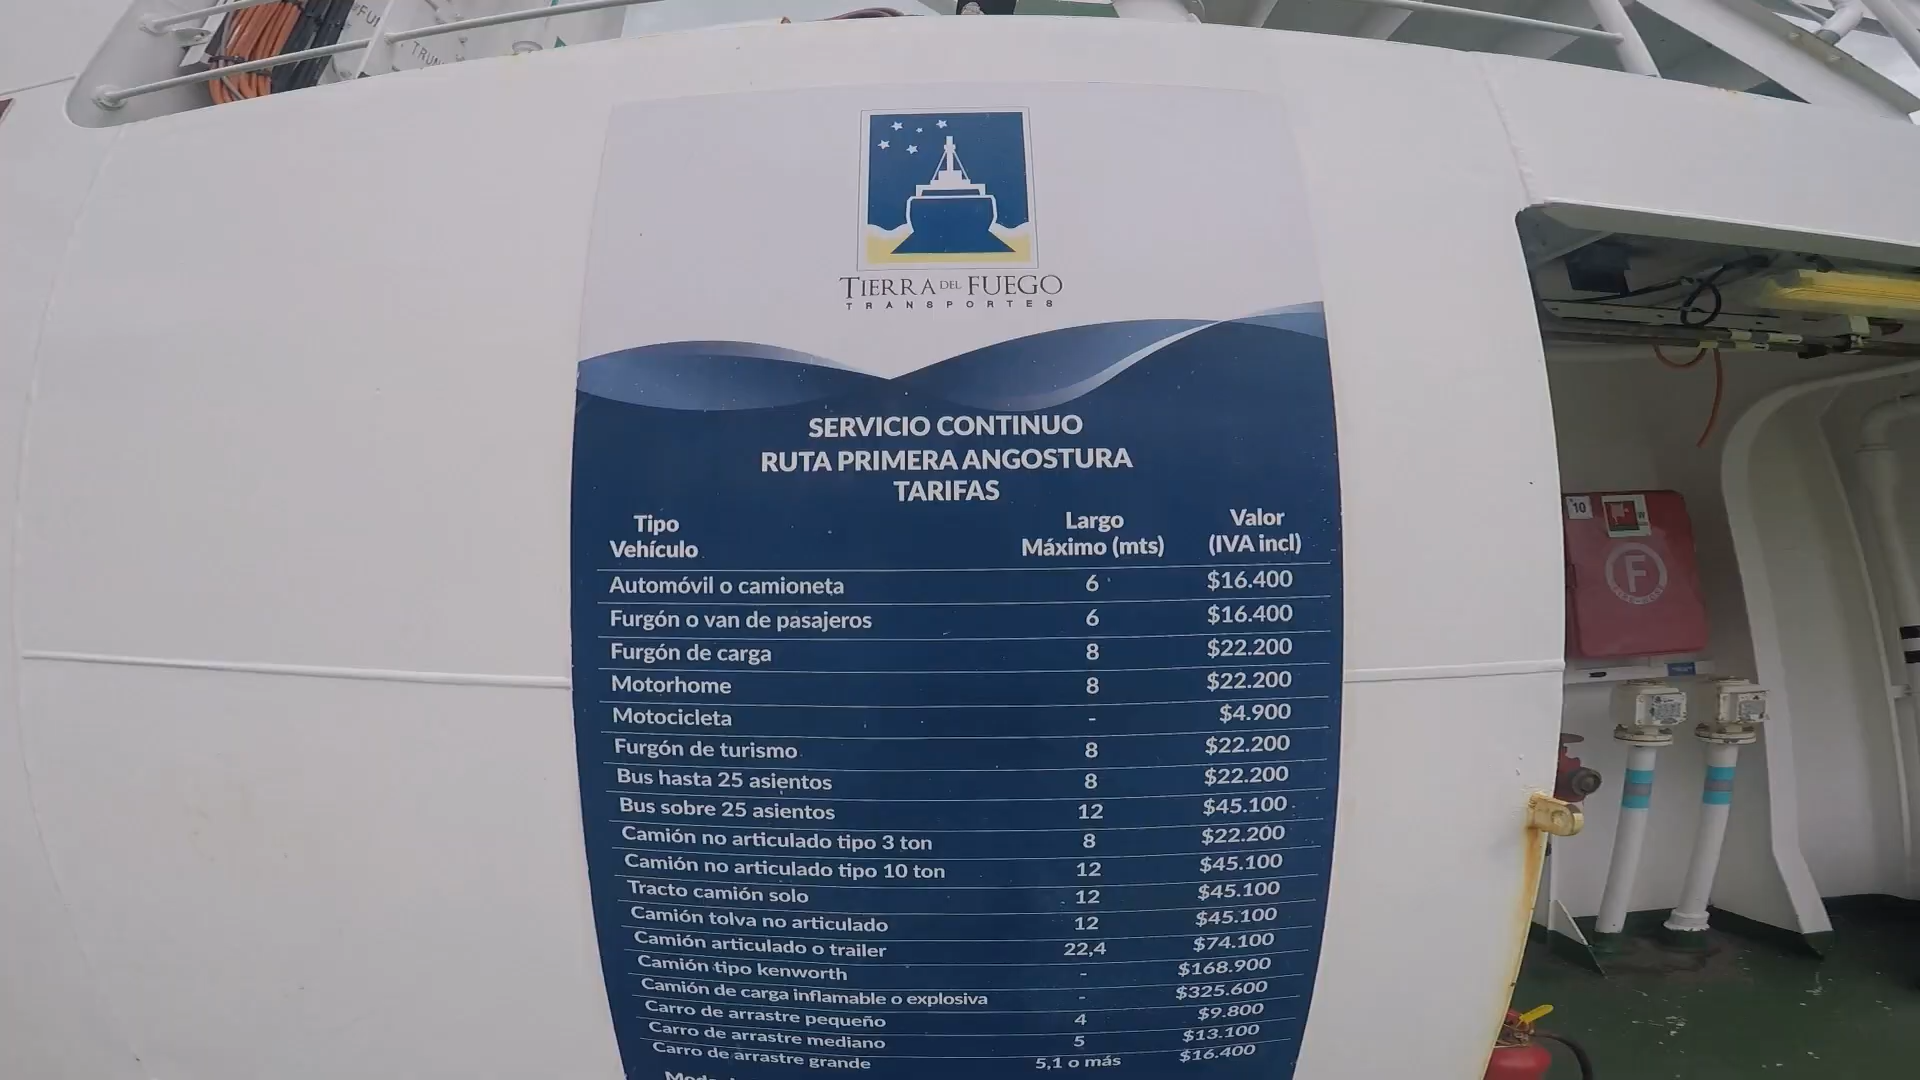 FU
TRUN
TIERRA DEL FUEGO
TRANSPORTES
SERVICIO CONTINUO
RUTA PRIMERA ANGOSTURA
TARIFAS
Tipo Vehículo Largo Máximo (mts) Valor (IVA incl)
Automóvil o camioneta 6 $16.400
Furgón o van de pasajeros 6 $16.400
Furgón de carga 8 $22.200
Motorhome 8 $22.200
Motocicleta - $4.900
Furgón de turismo 8 $22.200
Bus hasta 25 asientos 8 $22.200
Bus sobre 25 asientos 12 $45.100
Camión no articulado tipo 3 ton 8 $22.200
Camión no articulado tipo 10 ton 12 $45.100
Tracto camión solo 12 $45.100
Camión tolva no articulado 12 $45.100
Camión articulado o trailer 22,4 $74.100
Camión tipo kenworth - $168.900
Camión de carga inflamable o explosiva - $325.600
Carro de arrastre pequeño 4 $9.800
Carro de arrastre mediano 5 $13.100
Carro de arrastre grande 5,1 o más $16.400
10
F